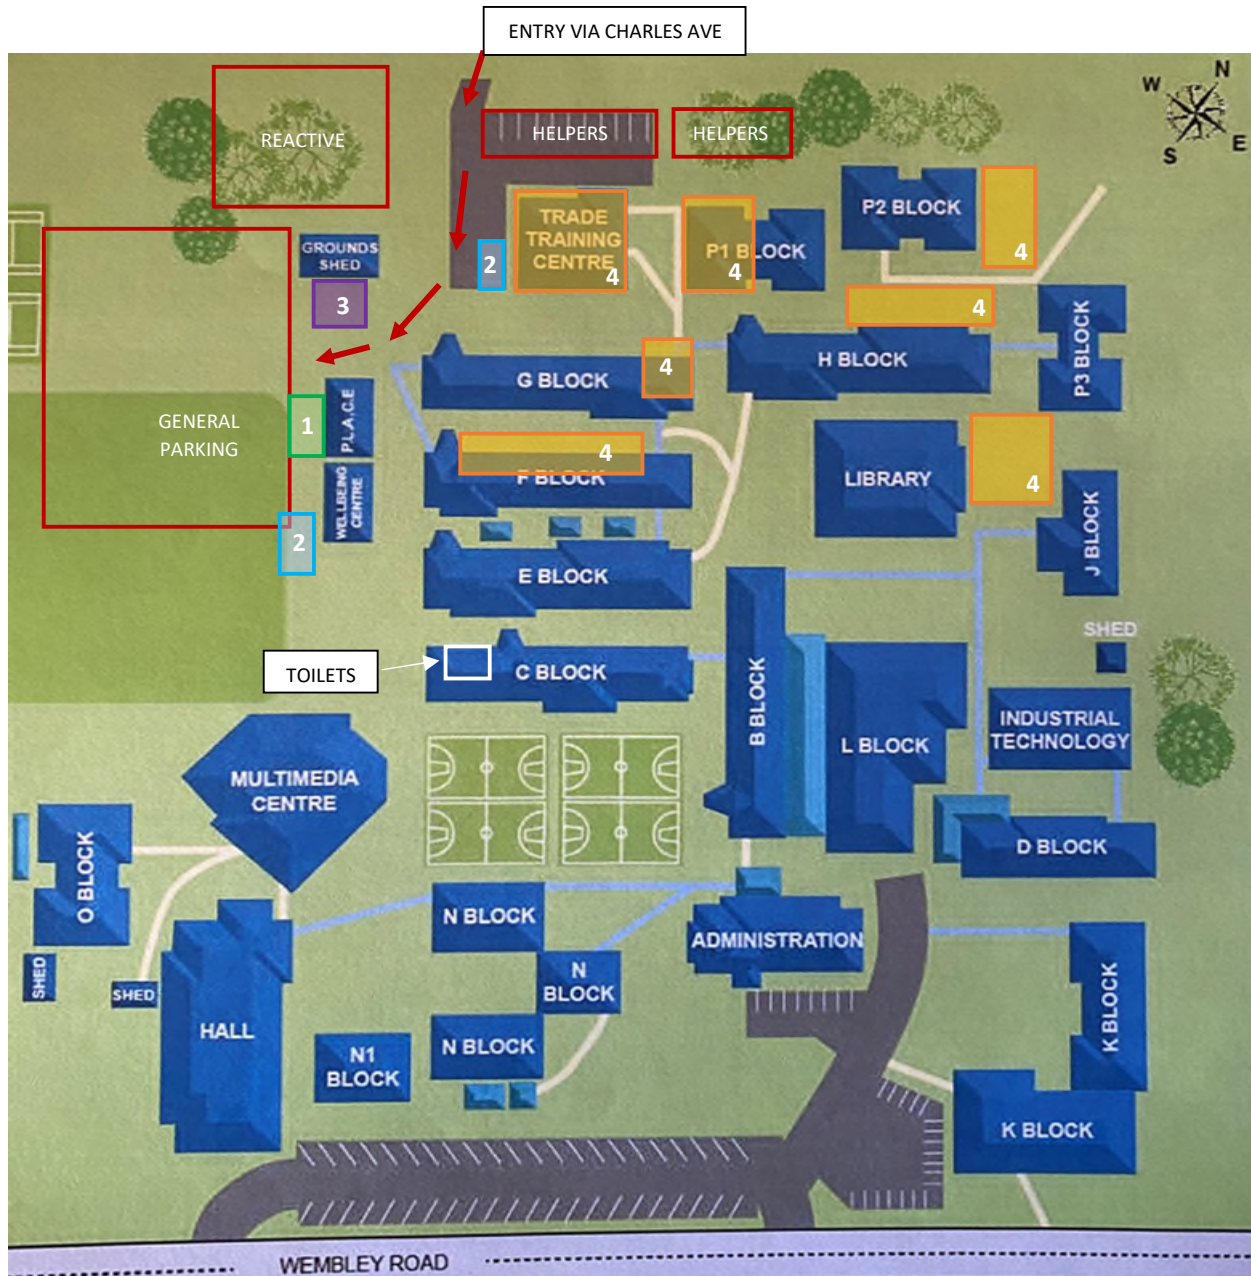 ENTRY VIA CHARLES AVE
N
W
E
S
REACTIVE
HELPERS
HELPERS
P2 BLOCK
4
TRADE
TRAINING
CENTRE
4
P1 BLOCK
4
GROUNDS
SHED
2
3
4
H BLOCK
P3 BLOCK
G BLOCK
4
GENERAL
PARKING
1
P.L.A.C.E
4
F BLOCK
LIBRARY
4
WELLBEING
CENTRE
2
J BLOCK
E BLOCK
SHED
TOILETS
C BLOCK
B BLOCK
L BLOCK
INDUSTRIAL
TECHNOLOGY
MULTIMEDIA
CENTRE
D BLOCK
O BLOCK
N BLOCK
ADMINISTRATION
SHED
SHED
N
BLOCK
HALL
N BLOCK
N1
BLOCK
K BLOCK
K BLOCK
WEMBLEY ROAD